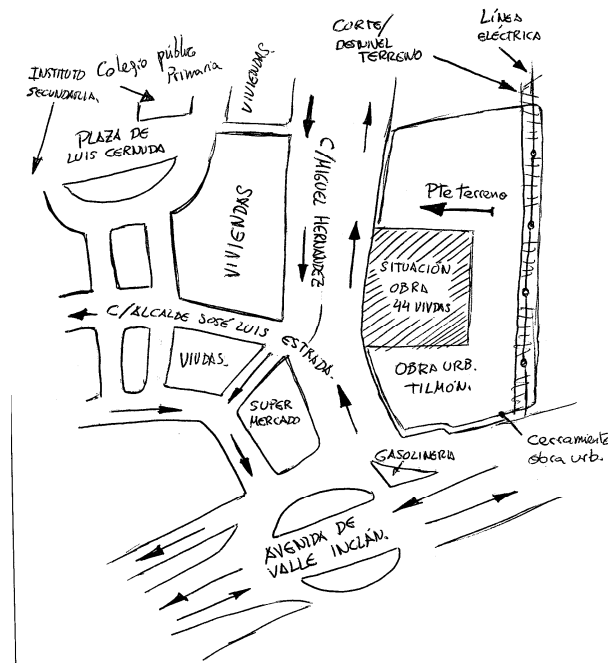 CORTE/
DESNIVEL
TERRENO
LÍNEA
ELÉCTRICA
INSTITUTO
SECUNDARIA.
Colegio público
Primaria
VIVIENDAS.
PLAZA DE
LUIS CERNUDA
VIVIENDAS
C/MIGUEL HERNÁNDEZ
Pte terreno
SITUACIÓN
OBRA
44 VIVDAS
C/ALCALDE JOSÉ LUIS ESTRADA.
VIVDAS.
OBRA URB.
TILMÓN.
SUPER
MERCADO
GASOLINERA
Cerramiento
obra urb.
AVENIDA DE
VALLE INCLÁN.